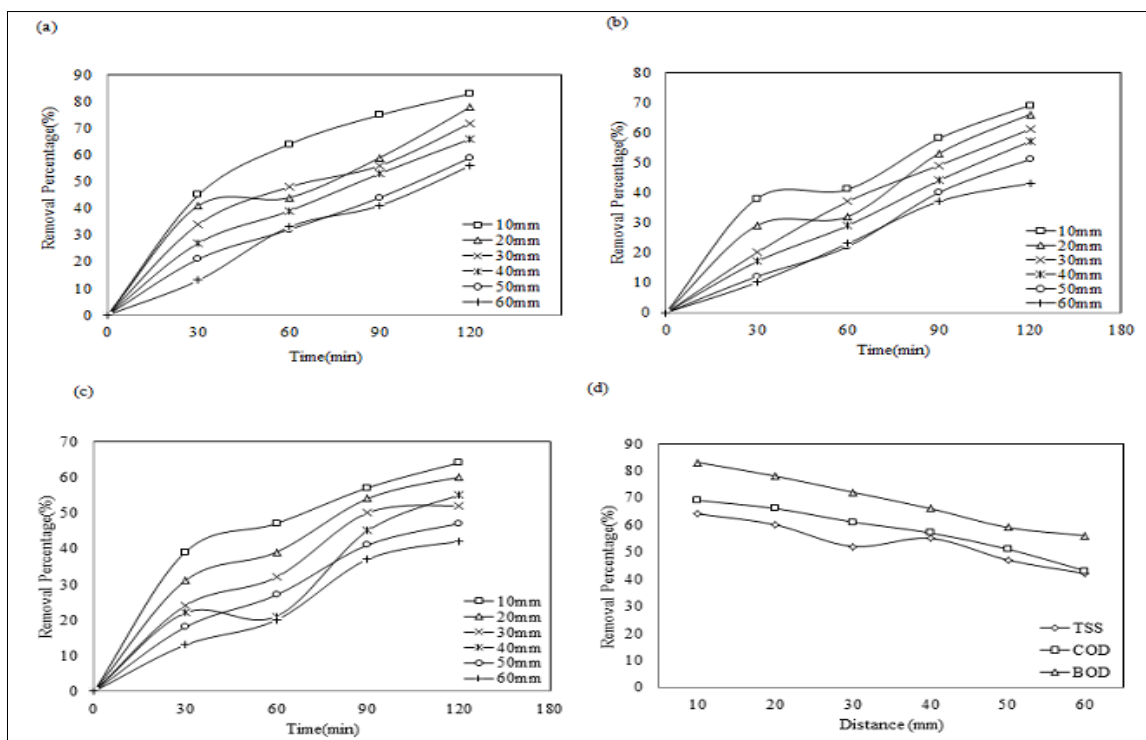 (a)
Removal Percentage(%)
90
80
70
60
50
40
30
20
10
0
0 30 60 90 120
Time(min)
10mm
20mm
30mm
40mm
50mm
60mm
(b)
Removal Percentage(%)
80
70
60
50
40
30
20
10
0
0 30 60 90 120 180
Time(min)
10mm
20mm
30mm
40mm
50mm
60mm
(c)
Removal Percentage(%)
70
60
50
40
30
20
10
0
0 30 60 90 120 180
Time(min)
10mm
20mm
30mm
40mm
50mm
60mm
(d)
Removal Percentage(%)
90
80
70
60
50
40
30
20
10
0
10 20 30 40 50 60
Distance (mm)
TSS
COD
BOD